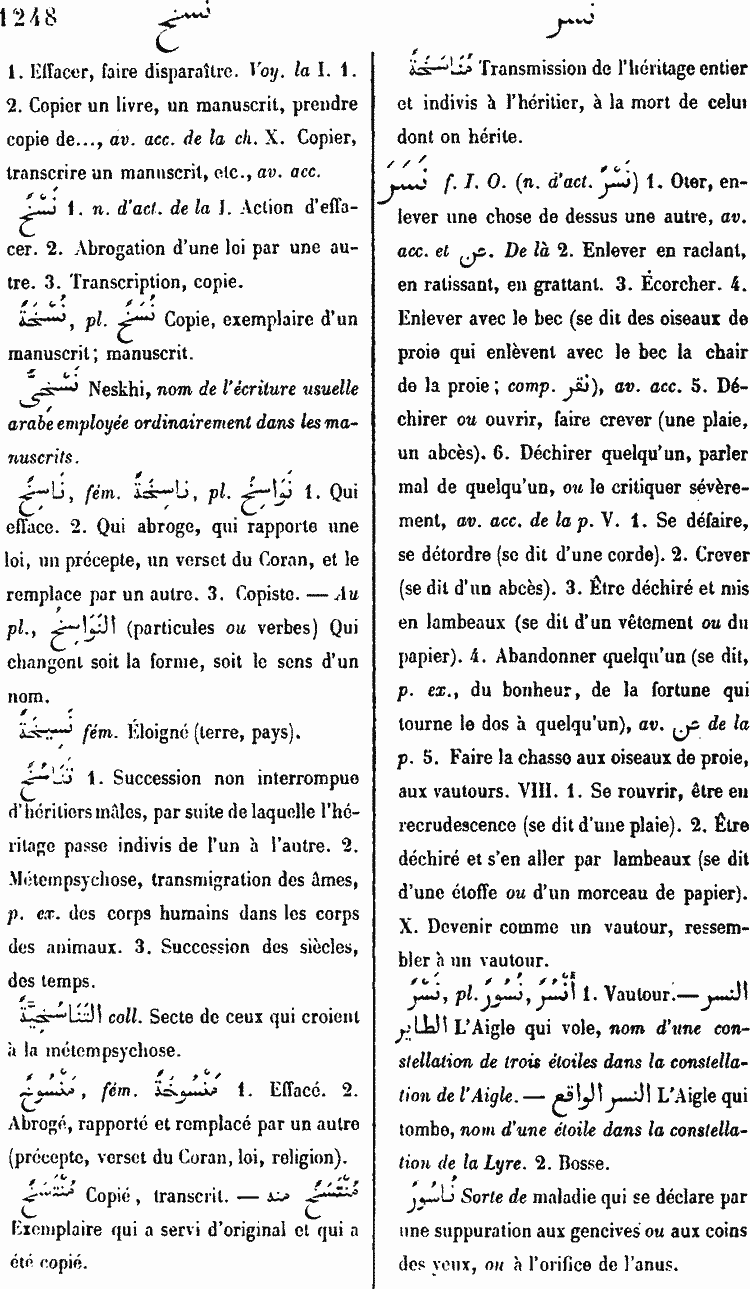 1248
نسخ
نسر
1. Effacer, faire disparaître. Voy. la I. 1.
2. Copier un livre, un manuscrit, prendre
copie de..., av. acc. de la ch. X. Copier,
transcrire un manuscrit, etc., av. acc.
نَسْخٌ 1. n. d'act. de la I. Action d'effa-
cer. 2. Abrogation d'une loi par une au-
tre. 3. Transcription, copie.
نُسْخَةٌ, pl. نُسَخٌ Copie, exemplaire d'un
manuscrit; manuscrit.
نَسْخِىٌّ Neskhi, nom de l'écriture usuelle
arabe employée ordinairement dans les ma-
nuscrits.
نَاسِخٌ, fém. نَاسِخَةٌ, pl. نَوَاسِخُ 1. Qui
efface. 2. Qui abroge, qui rapporte une
loi, un précepte, un verset du Coran, et le
remplace par un autre. 3. Copiste. — Au
pl., النَّوَاسِخُ (particules ou verbes) Qui
changent soit la forme, soit le sens d'un
nom.
نَسِيخَةٌ fém. Éloigné (terre, pays).
تَنَاسُخٌ 1. Succession non interrompue
d'héritiers mâles, par suite de laquelle l'hé-
ritage passe indivis de l'un à l'autre. 2.
Métempsychose, transmigration des âmes,
p. ex. des corps humains dans les corps
des animaux. 3. Succession des siècles,
des temps.
التَّنَاسُخِيَّةُ coll. Secte de ceux qui croient
à la métempsychose.
مَنْسُوخٌ, fém. مَنْسُوخَةٌ 1. Effacé. 2.
Abrogé, rapporté et remplacé par un autre
(précepte, verset du Coran, loi, religion).
مُنْتَسَخٌ Copié, transcrit. — مُنْتَسَخٌ منه
Exemplaire qui a servi d'original et qui a
été copié.
مُنَاسَخَةٌ Transmission de l'héritage entier
et indivis à l'héritier, à la mort de celui
dont on hérite.
نَسَرَ f. I. O. (n. d'act. نَسْرٌ) 1. Oter, en-
lever une chose de dessus une autre, av.
acc. et عن. De là 2. Enlever en raclant,
en ratissant, en grattant. 3. Écorcher. 4.
Enlever avec le bec (se dit des oiseaux de
proie qui enlèvent avec le bec la chair
de la proie; comp. نقر), av. acc. 5. Dé-
chirer ou ouvrir, faire crever (une plaie,
un abcès). 6. Déchirer quelqu'un, parler
mal de quelqu'un, ou le critiquer sévère-
ment, av. acc. de la p. V. 1. Se défaire,
se détordre (se dit d'une corde). 2. Crever
(se dit d'un abcès). 3. Être déchiré et mis
en lambeaux (se dit d'un vêtement ou du
papier). 4. Abandonner quelqu'un (se dit,
p. ex., du bonheur, de la fortune qui
tourne le dos à quelqu'un), av. عن de la
p. 5. Faire la chasse aux oiseaux de proie,
aux vautours. VIII. 1. Se rouvrir, être en
recrudescence (se dit d'une plaie). 2. Être
déchiré et s'en aller par lambeaux (se dit
d'une étoffe ou d'un morceau de papier).
X. Devenir comme un vautour, ressem-
bler à un vautour.
نَسْرٌ, pl. نُسُورٌ, أَنْسُرٌ 1. Vautour. — النسر
الطاير L'Aigle qui vole, nom d'une con-
stellation de trois étoiles dans la constella-
tion de l'Aigle. — النسر الواقع L'Aigle qui
tombe, nom d'une étoile dans la constella-
tion de la Lyre. 2. Bosse.
نَاسُورٌ Sorte de maladie qui se déclare par
une suppuration aux gencives ou aux coins
des yeux, ou à l'orifice de l'anus.